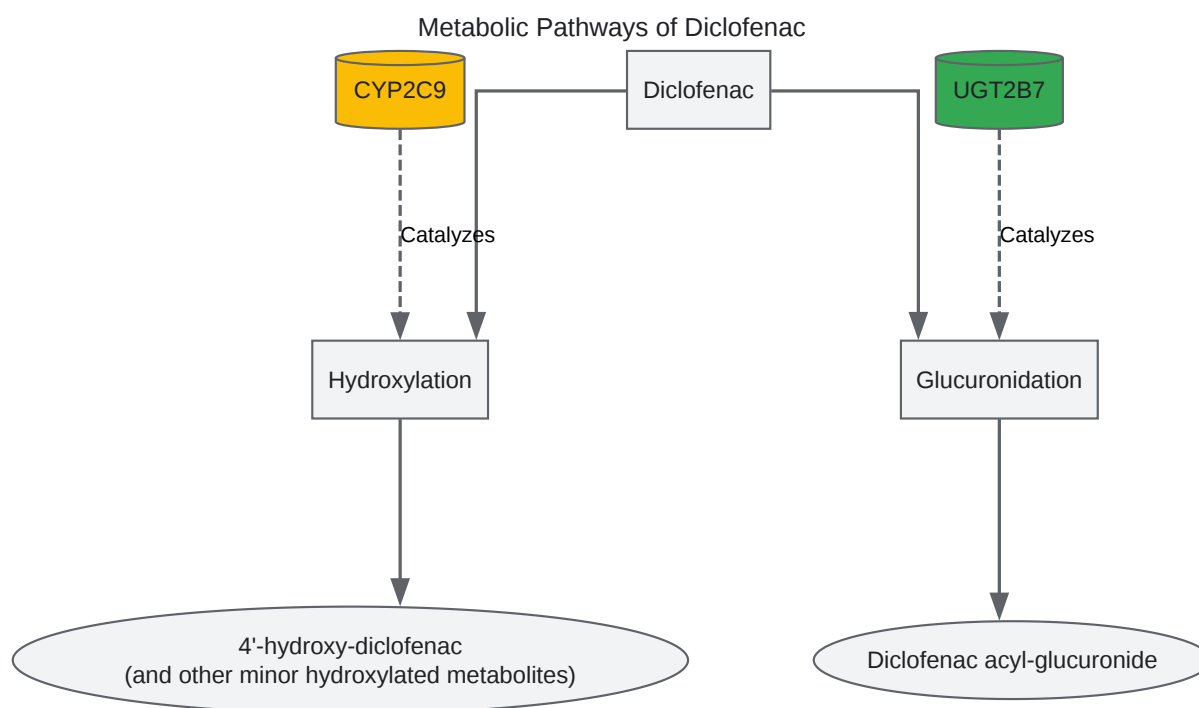 Metabolic Pathways of Diclofenac
CYP2C9
Diclofenac
UGT2B7
Catalyzes
Catalyzes
Hydroxylation
Glucuronidation
4'-hydroxy-diclofenac
(and other minor hydroxylated metabolites)
Diclofenac acyl-glucuronide